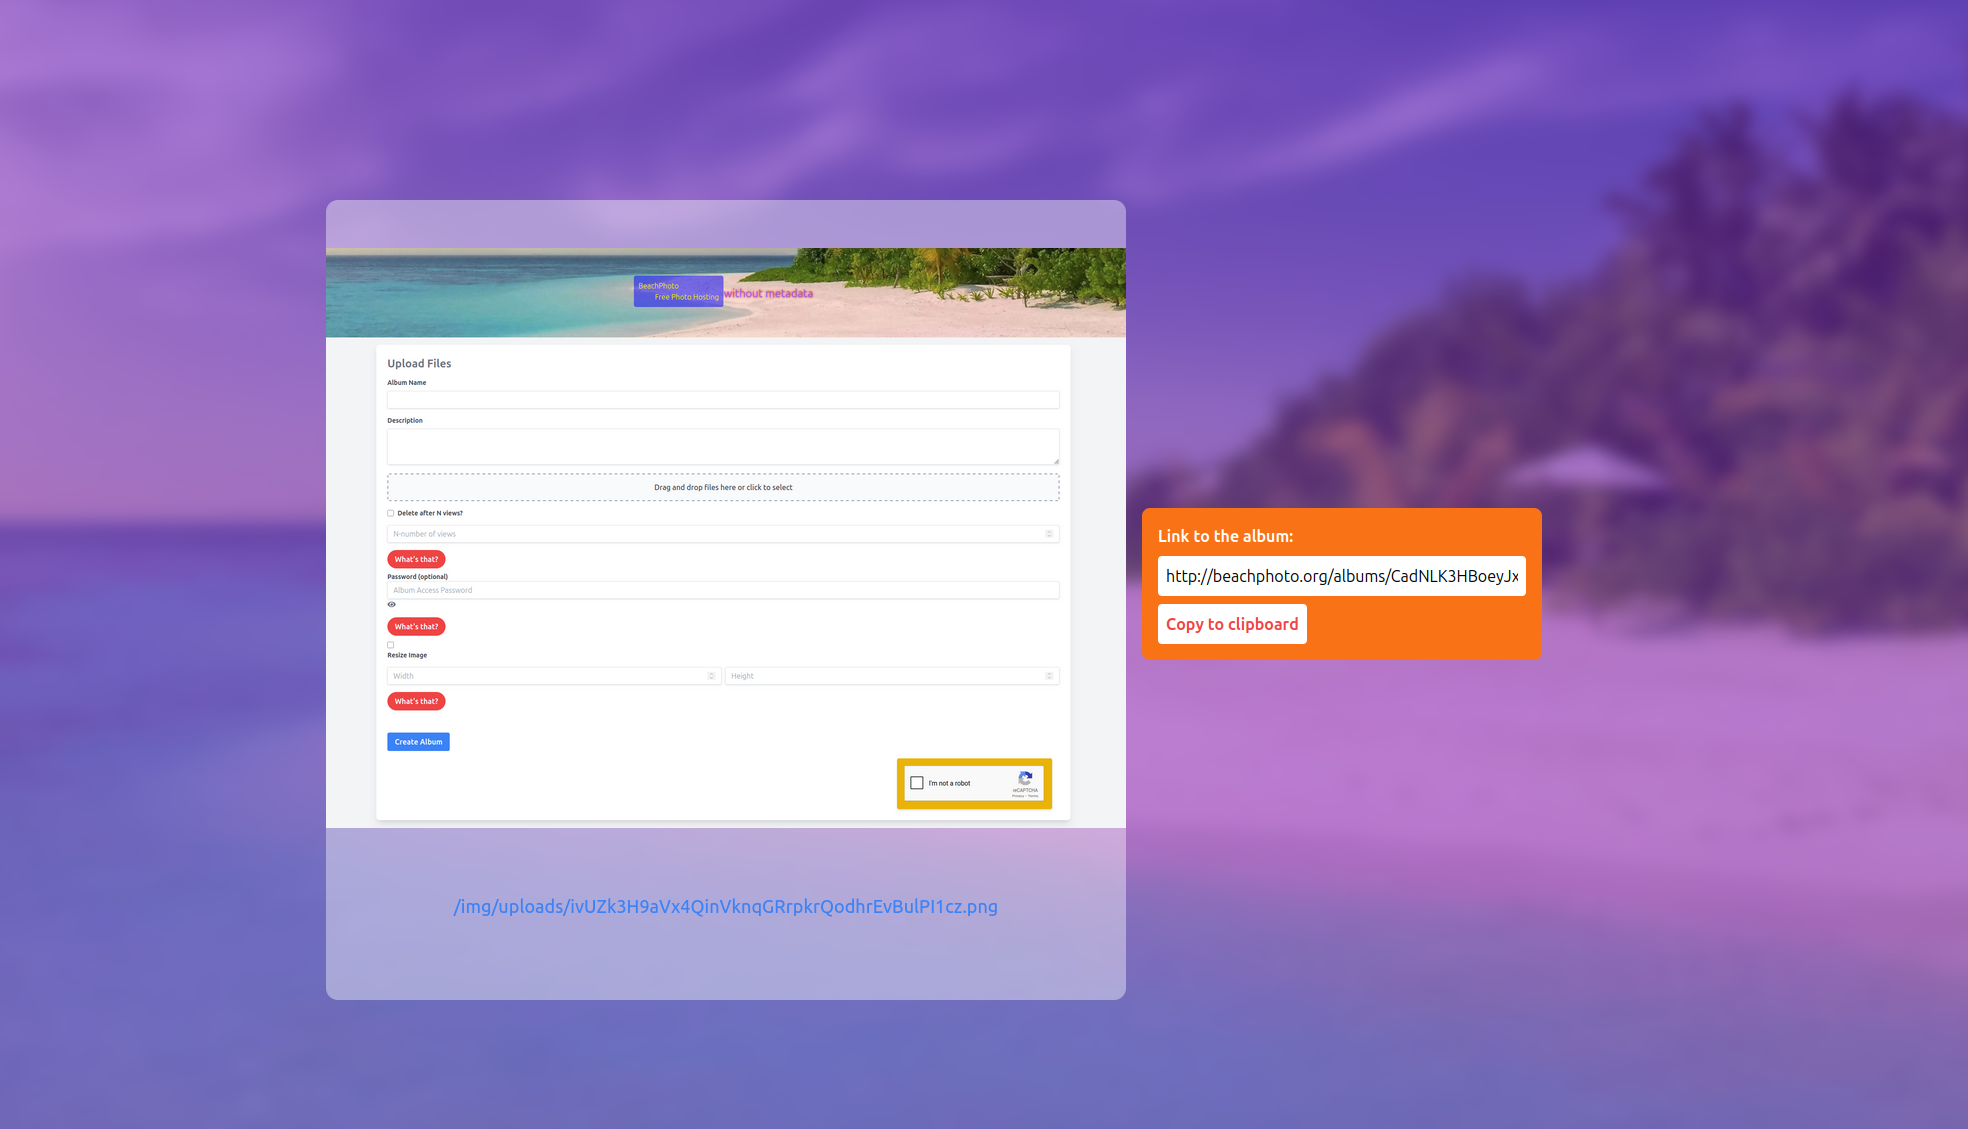 BeachPhoto
Free Photo Hosting
without metadata
Upload Files
Album Name
Description
Drag and drop files here or click to select
Delete after N views?
N-number of views
What's that?
Password (optional)
Album Access Password
What's that?
Resize Image
Width Height
What's that?
Create Album
I'm not a robot
reCAPTCHA
Privacy - Terms
/img/uploads/ivUZk3H9aVx4QinVknqGRrpkrQodhrEvBulPI1cz.png
Link to the album:
http://beachphoto.org/albums/CadNLK3HBoeyJx
Copy to clipboard